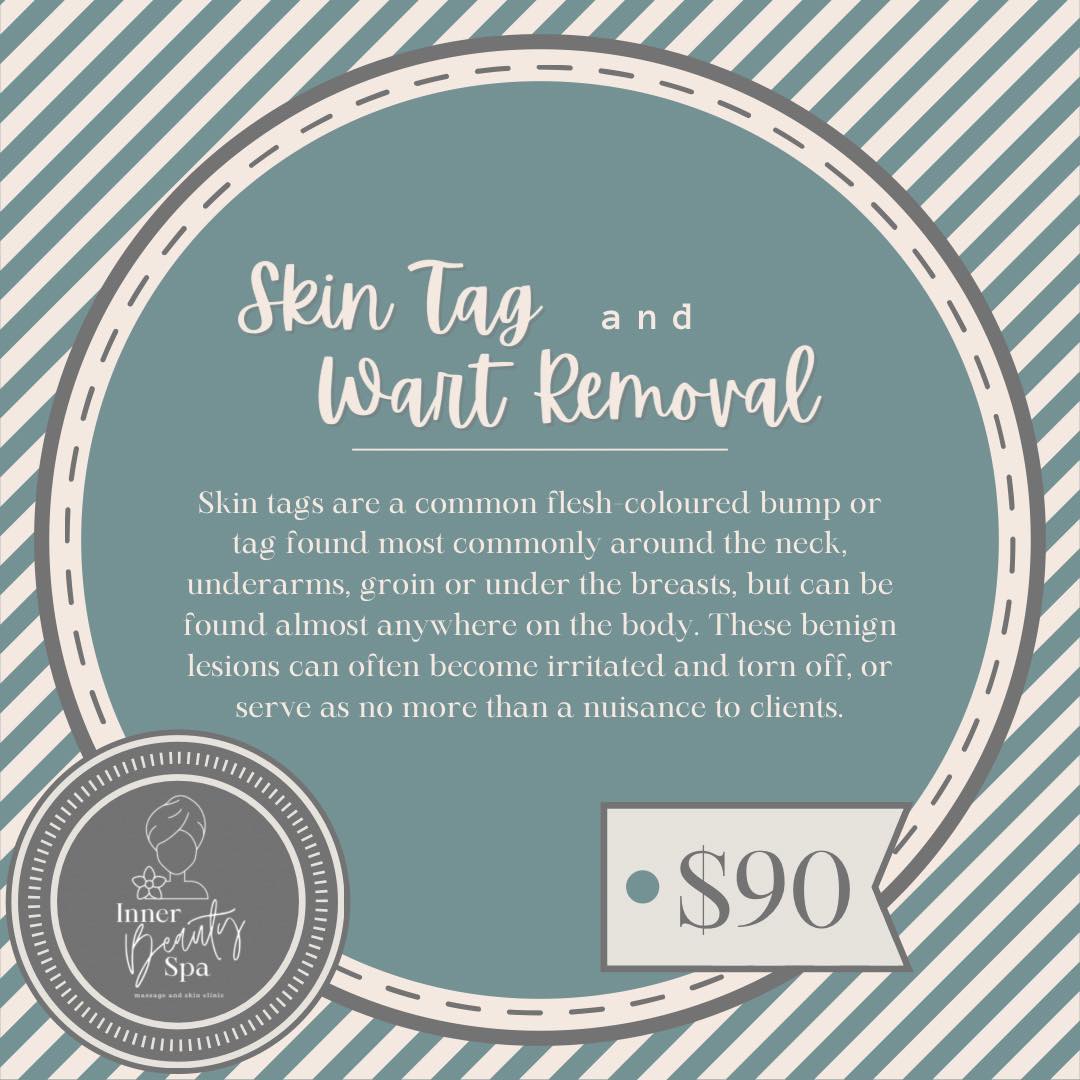 Skin Tag and
Wart Removal
Skin tags are a common flesh-coloured bump or
tag found most commonly around the neck,
underarms, groin or under the breasts, but can be
found almost anywhere on the body. These benign
lesions can often become irritated and torn off, or
serve as no more than a nuisance to clients.
$90
Inner
Beauty
Spa
massage and skin clinic